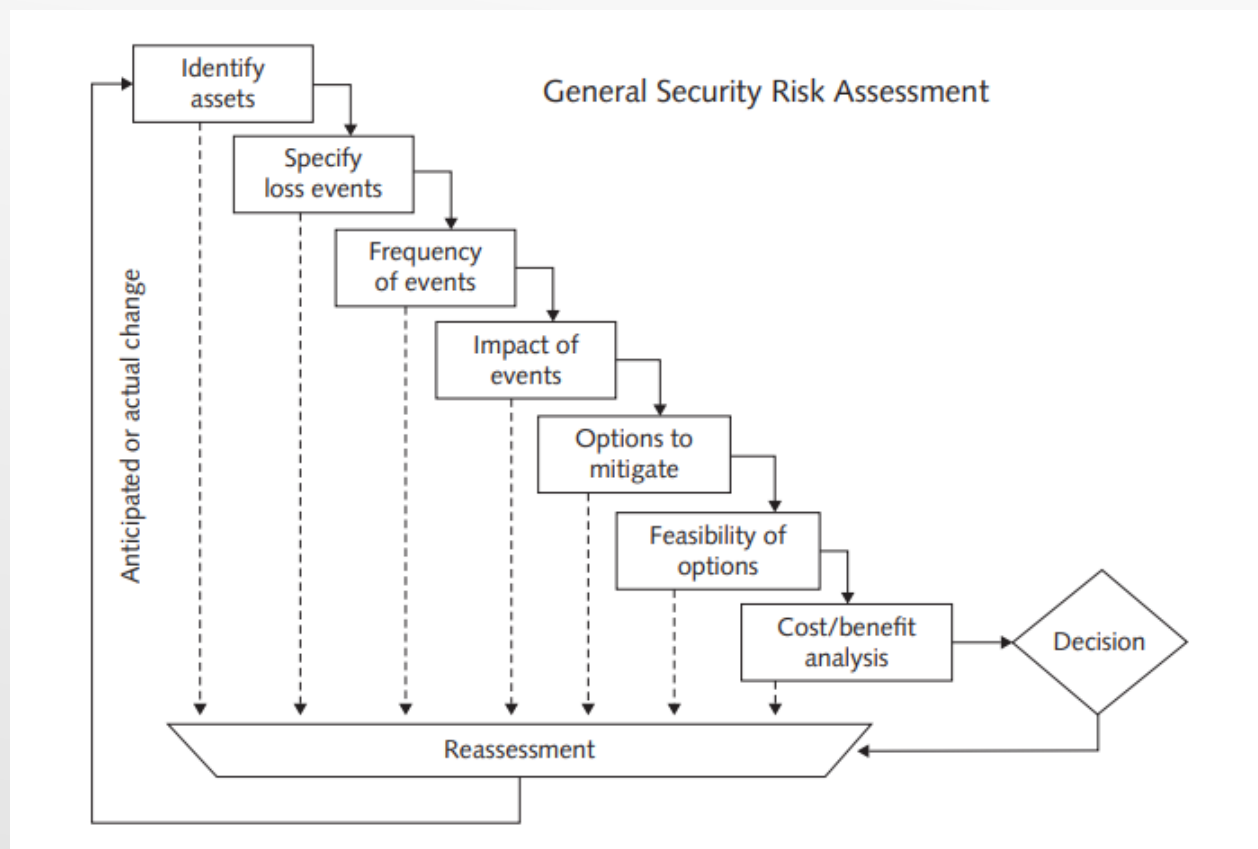 General Security Risk Assessment
Identify
assets
Specify
loss events
Frequency
of events
Impact of
events
Options to
mitigate
Feasibility of
options
Cost/benefit
analysis
Decision
Reassessment
Anticipated or actual change